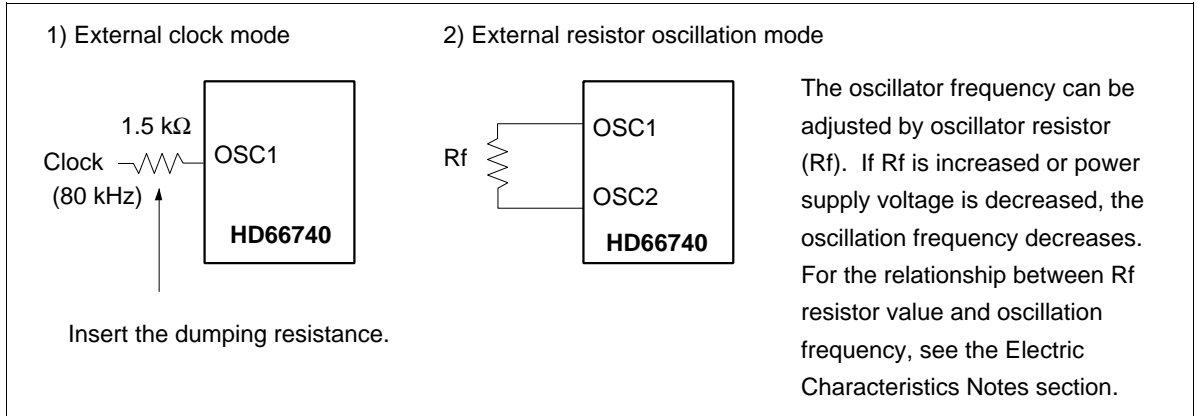 1) External clock mode
1.5 kΩ
Clock
(80 kHz)
OSC1
HD66740
Insert the dumping resistance.
2) External resistor oscillation mode
Rf
OSC1
OSC2
HD66740
The oscillator frequency can be
adjusted by oscillator resistor
(Rf).  If Rf is increased or power
supply voltage is decreased, the
oscillation frequency decreases.
For the relationship between Rf
resistor value and oscillation
frequency, see the Electric
Characteristics Notes section.